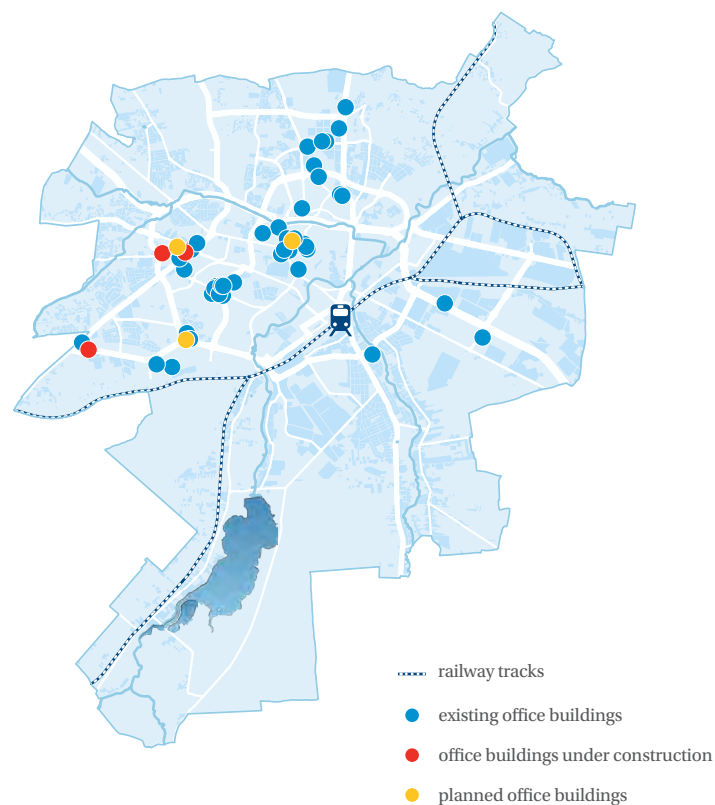 railway tracks
existing office buildings
office buildings under construction
planned office buildings